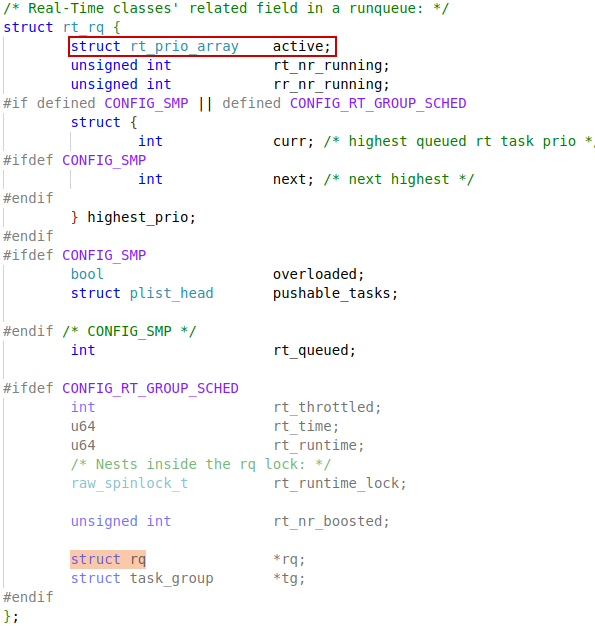 /* Real-Time classes' related field in a runqueue: */
struct rt_rq {
struct rt_prio_array active;
unsigned int rt_nr_running;
unsigned int rr_nr_running;
#if defined CONFIG_SMP || defined CONFIG_RT_GROUP_SCHED
struct {
int curr; /* highest queued rt task prio *
#ifdef CONFIG_SMP
int next; /* next highest */
#endif
} highest_prio;
#endif
#ifdef CONFIG_SMP
bool overloaded;
struct plist_head pushable_tasks;
#endif /* CONFIG_SMP */
int rt_queued;
#ifdef CONFIG_RT_GROUP_SCHED
int rt_throttled;
u64 rt_time;
u64 rt_runtime;
/* Nests inside the rq lock: */
raw_spinlock_t rt_runtime_lock;
unsigned int rt_nr_boosted;
struct rq *rq;
struct task_group *tg;
#endif
};